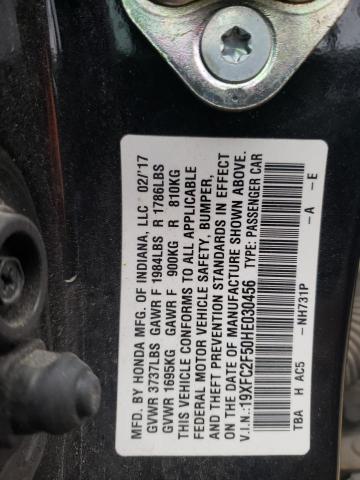 MFD. BY HONDA MFG. OF INDIANA, LLC 02/'17
GVWR 3737LBS GAWR F 1984LBS R 1786LBS
GVWR 1695KG GAWR F 900KG R 810KG
THIS VEHICLE CONFORMS TO ALL APPLICABLE
FEDERAL MOTOR VEHICLE SAFETY, BUMPER,
AND THEFT PREVENTION STANDARDS IN EFFECT
ON THE DATE OF MANUFACTURE SHOWN ABOVE.
V.I.N.:19XFC2F50HE030456 TYPE: PASSENGER CAR
-NH731P -A E
TBA H AC5 -